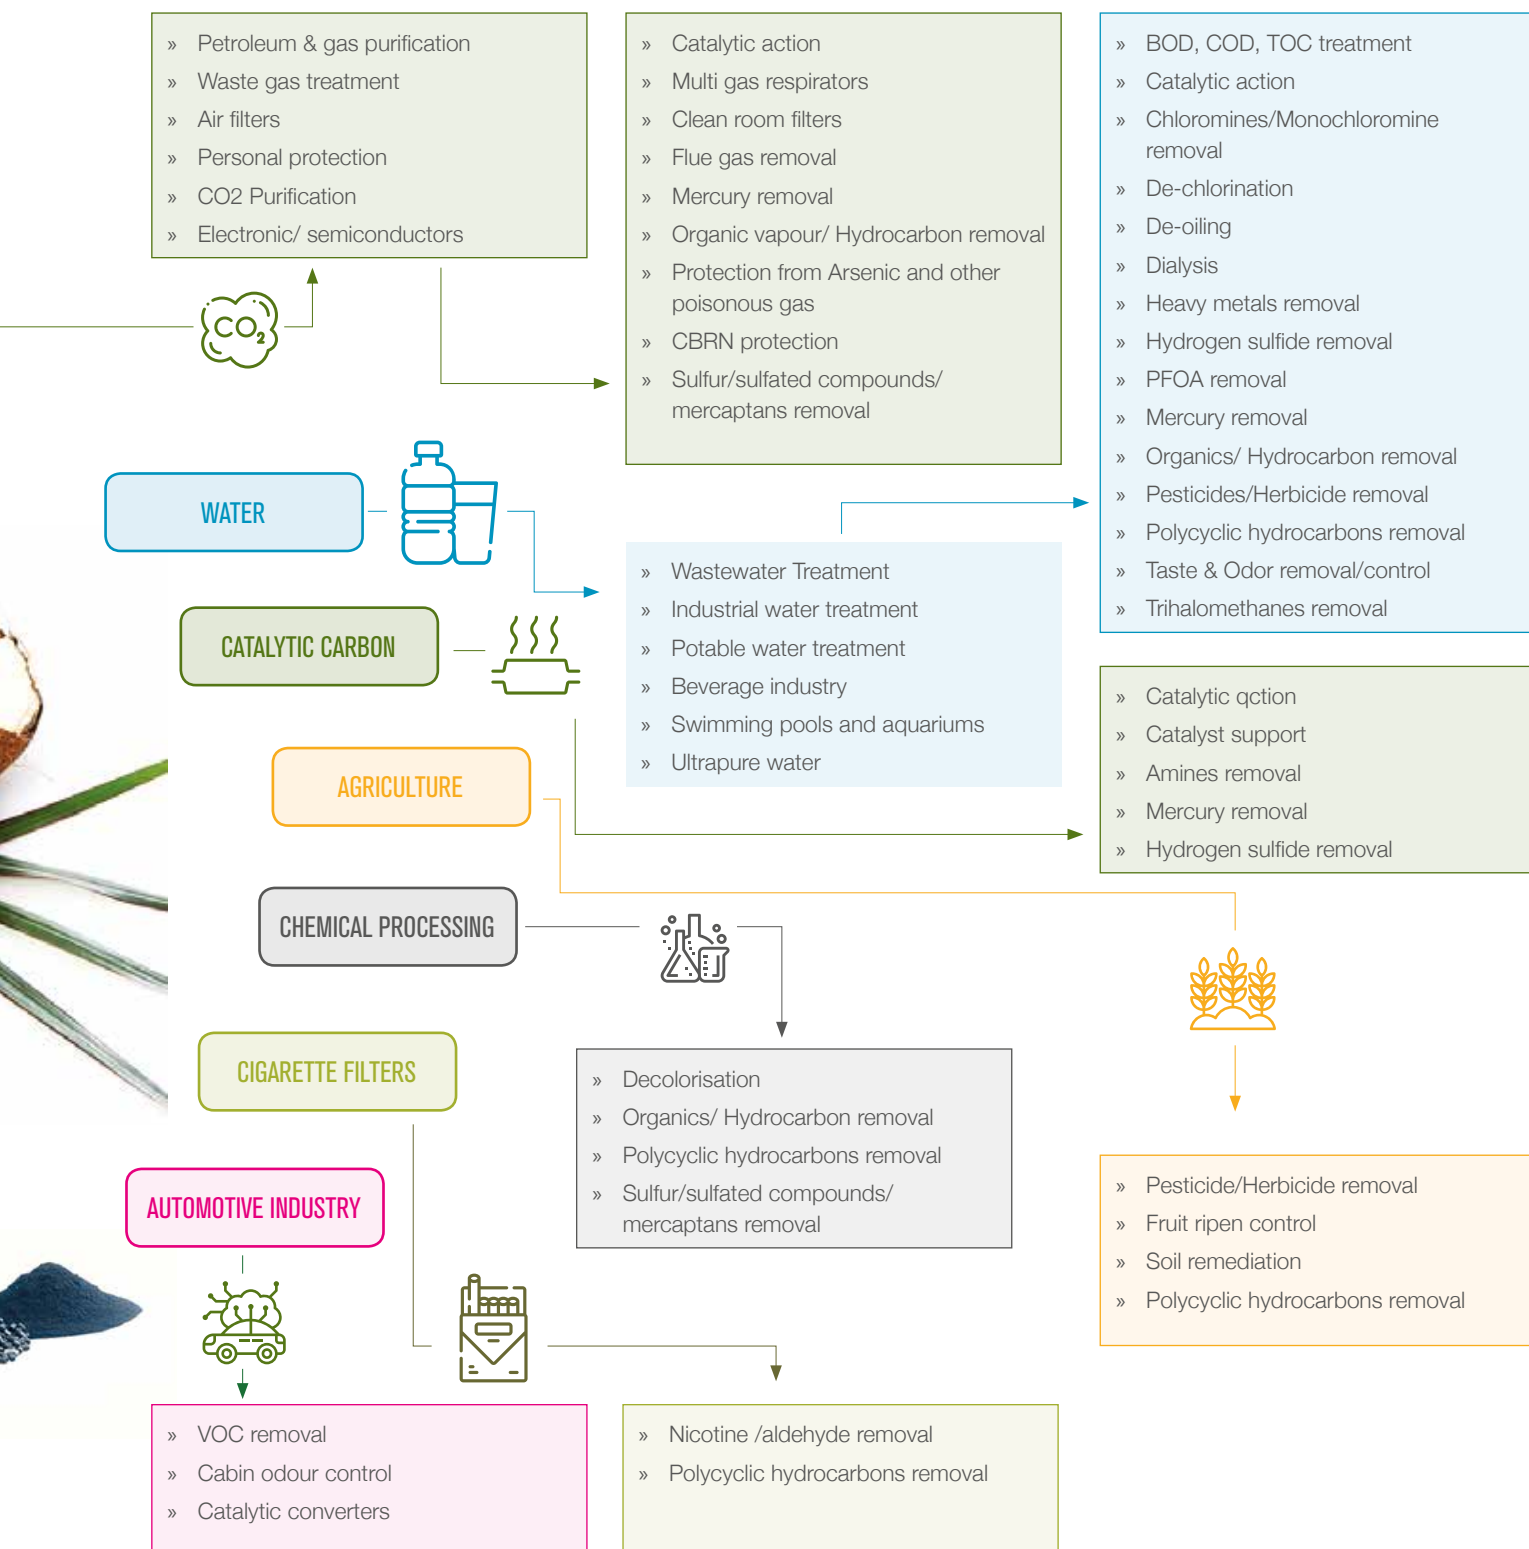 » Petroleum & gas purification
» Waste gas treatment
» Air filters
» Personal protection
» CO2 Purification
» Electronic/ semiconductors
CO2
» Catalytic action
» Multi gas respirators
» Clean room filters
» Flue gas removal
» Mercury removal
» Organic vapour/ Hydrocarbon removal
» Protection from Arsenic and other
poisonous gas
» CBRN protection
» Sulfur/sulfated compounds/
mercaptans removal
» BOD, COD, TOC treatment
» Catalytic action
» Chloromines/Monochloromine
removal
» De-chlorination
» De-oiling
» Dialysis
» Heavy metals removal
» Hydrogen sulfide removal
» PFOA removal
» Mercury removal
» Organics/ Hydrocarbon removal
» Pesticides/Herbicide removal
» Polycyclic hydrocarbons removal
» Taste & Odor removal/control
» Trihalomethanes removal
WATER
» Wastewater Treatment
» Industrial water treatment
» Potable water treatment
» Beverage industry
» Swimming pools and aquariums
» Ultrapure water
CATALYTIC CARBON
» Catalytic qction
» Catalyst support
» Amines removal
» Mercury removal
» Hydrogen sulfide removal
AGRICULTURE
CHEMICAL PROCESSING
CIGARETTE FILTERS
» Decolorisation
» Organics/ Hydrocarbon removal
» Polycyclic hydrocarbons removal
» Sulfur/sulfated compounds/
mercaptans removal
» Pesticide/Herbicide removal
» Fruit ripen control
» Soil remediation
» Polycyclic hydrocarbons removal
AUTOMOTIVE INDUSTRY
» VOC removal
» Cabin odour control
» Catalytic converters
» Nicotine /aldehyde removal
» Polycyclic hydrocarbons removal